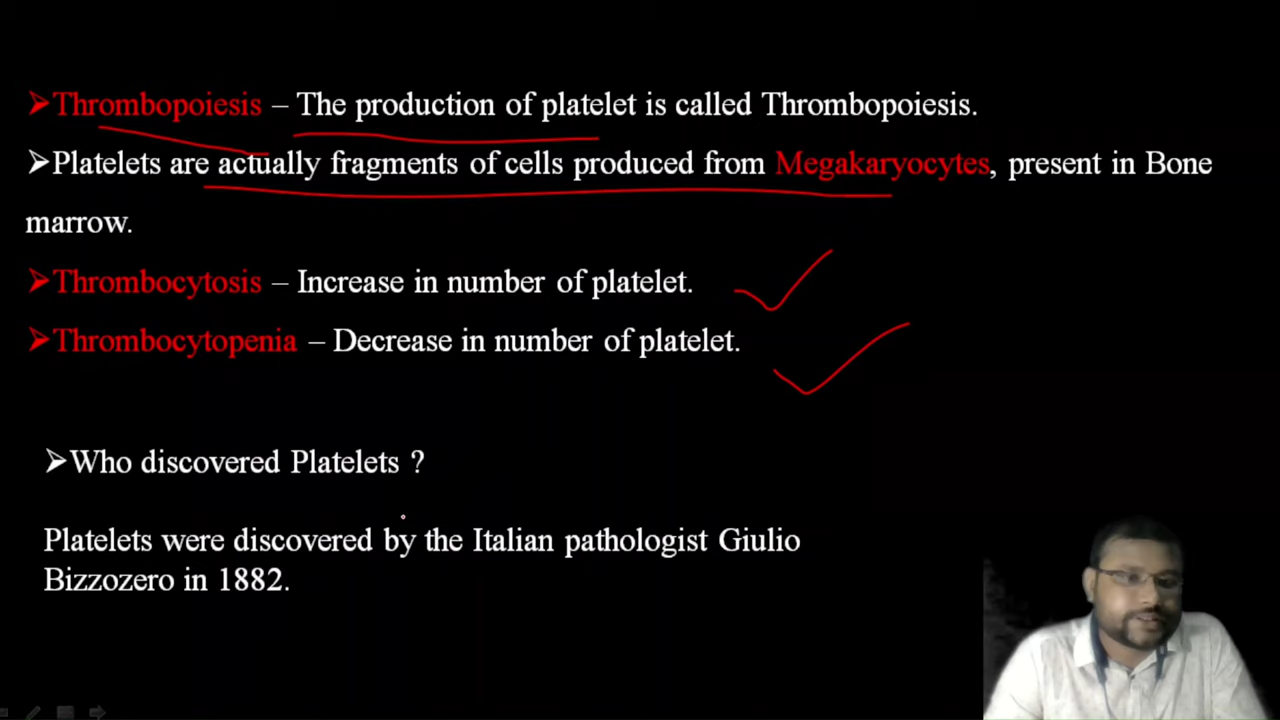 ➢Thrombopoiesis – The production of platelet is called Thrombopoiesis.
➢Platelets are actually fragments of cells produced from Megakaryocytes, present in Bone
marrow.
➢Thrombocytosis – Increase in number of platelet.
➢Thrombocytopenia – Decrease in number of platelet.
➢Who discovered Platelets ?
Platelets were discovered by the Italian pathologist Giulio
Bizzozero in 1882.